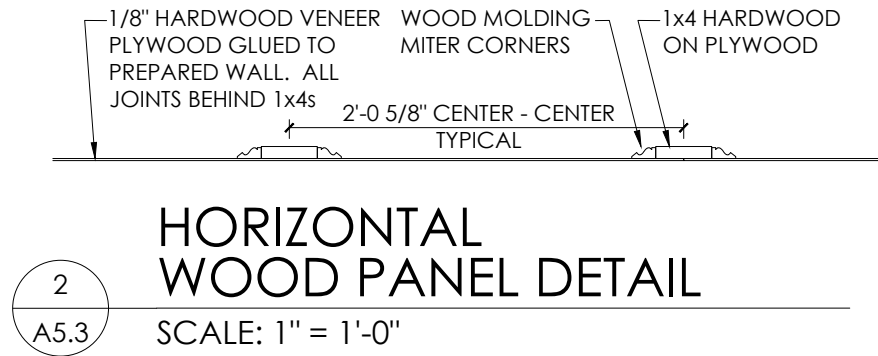 1/8" HARDWOOD VENEER
PLYWOOD GLUED TO
PREPARED WALL.  ALL
JOINTS BEHIND 1x4s
WOOD MOLDING
MITER CORNERS
1x4 HARDWOOD
ON PLYWOOD
2'-0 5/8" CENTER - CENTER
TYPICAL
HORIZONTAL
WOOD PANEL DETAIL
2
A5.3
SCALE: 1" = 1'-0"